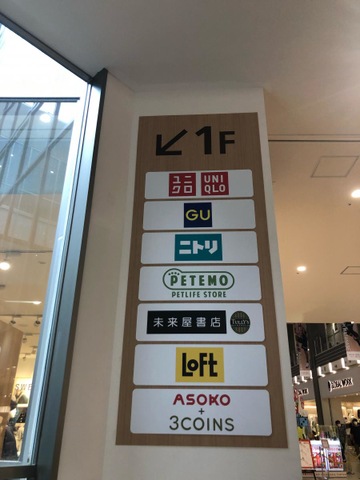 ↙1F
ユニ UNI
クロ QLO
GU
ニトリ
PETEMO
PETLIFE STORE
未来屋書店 TULLY'S
LOFT
ASOKO
+
3COINS